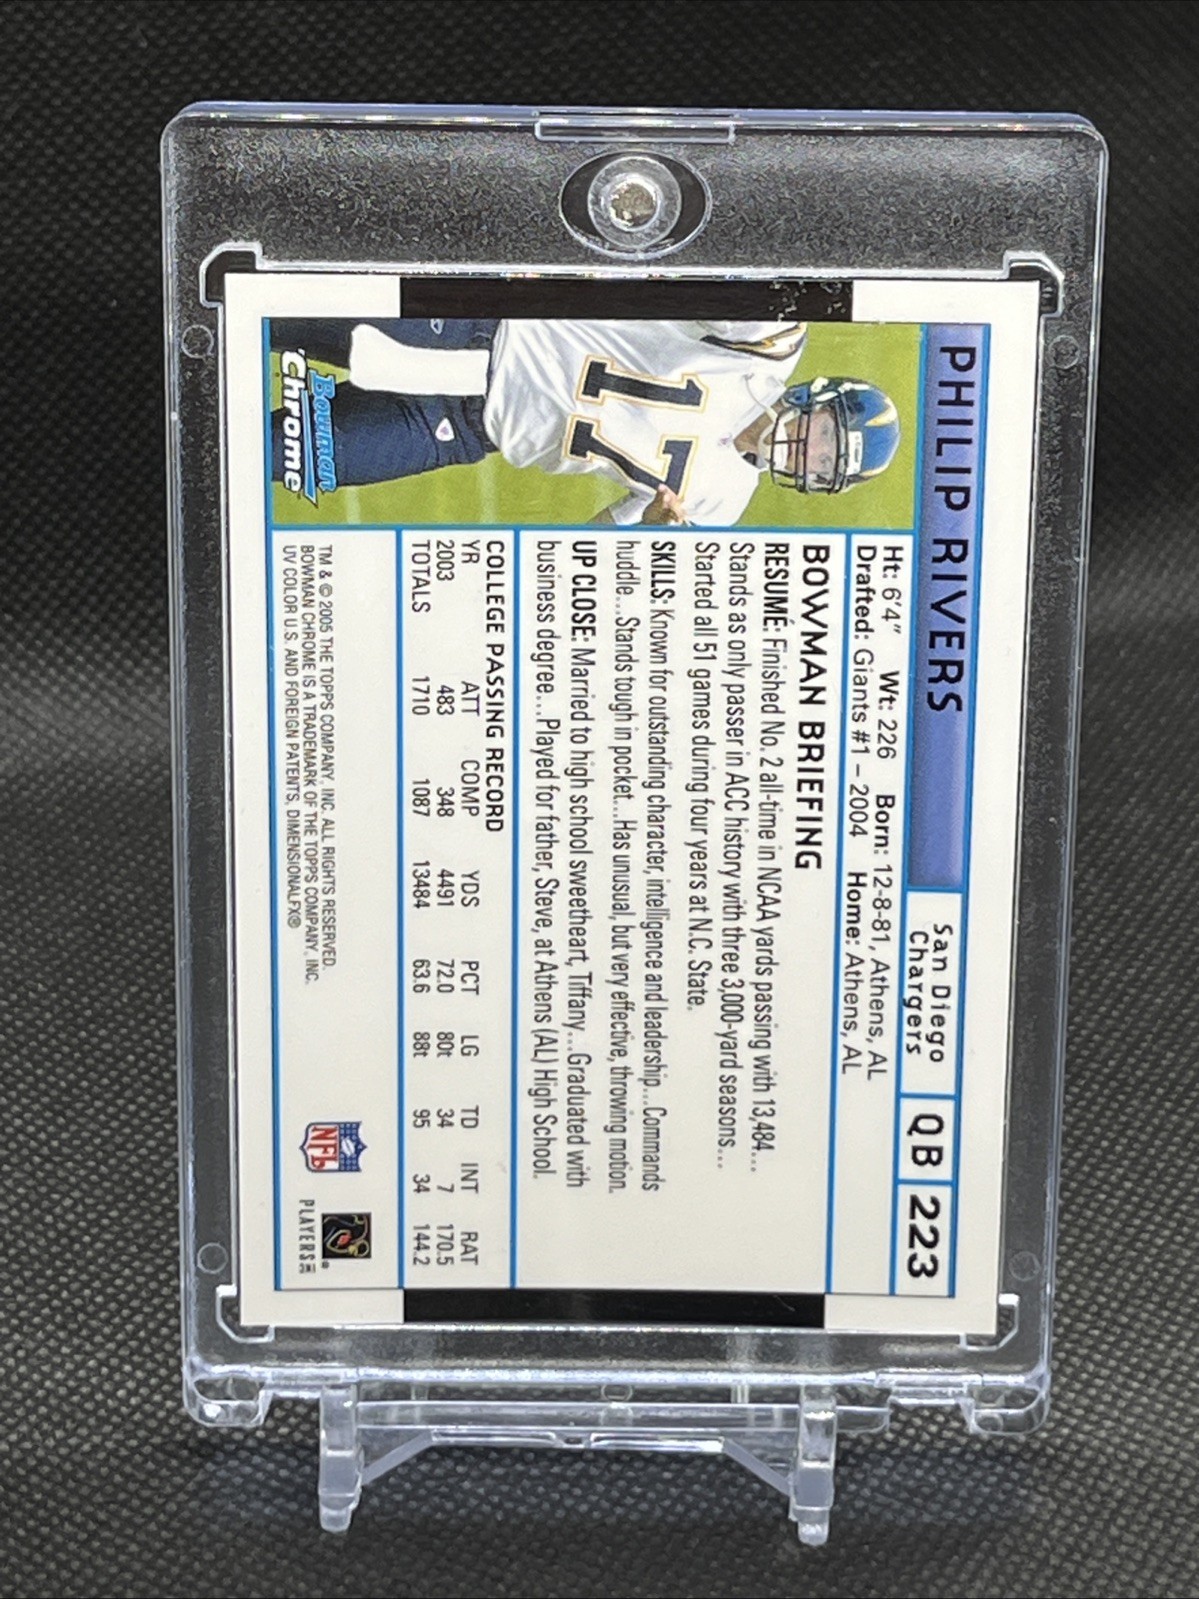 PHILIP RIVERS
San Diego
Chargers
QB
223
Ht: 6'4" Wt: 226 Born: 12-8-81, Athens, AL
Drafted: Giants #1 – 2004 Home: Athens, AL
BOWMAN BRIEFING
RESUMÉ: Finished No. 2 all-time in NCAA yards passing with 13,484...
Stands as only passer in ACC history with three 3,000-yard seasons...
Started all 51 games during four years at N.C. State.
SKILLS: Known for outstanding character, intelligence and leadership...Commands
huddle...Stands tough in pocket...Has unusual, but very effective, throwing motion.
UP CLOSE: Married to high school sweetheart, Tiffany...Graduated with
business degree...Played for father, Steve, at Athens (AL) High School.
COLLEGE PASSING RECORD
YR ATT COMP YDS PCT LG TD INT RAT
2003 483 348 4491 72.0 80t 34 7 170.5
TOTALS 1710 1087 13484 63.6 88t 95 34 144.2
17
Bowman
Chrome
TM & © 2005 THE TOPPS COMPANY, INC. ALL RIGHTS RESERVED.
BOWMAN CHROME IS A TRADEMARK OF THE TOPPS COMPANY, INC.
UV COLOR U.S. AND FOREIGN PATENTS, DIMENSIONALFX®
NFL
PLAYERS INC